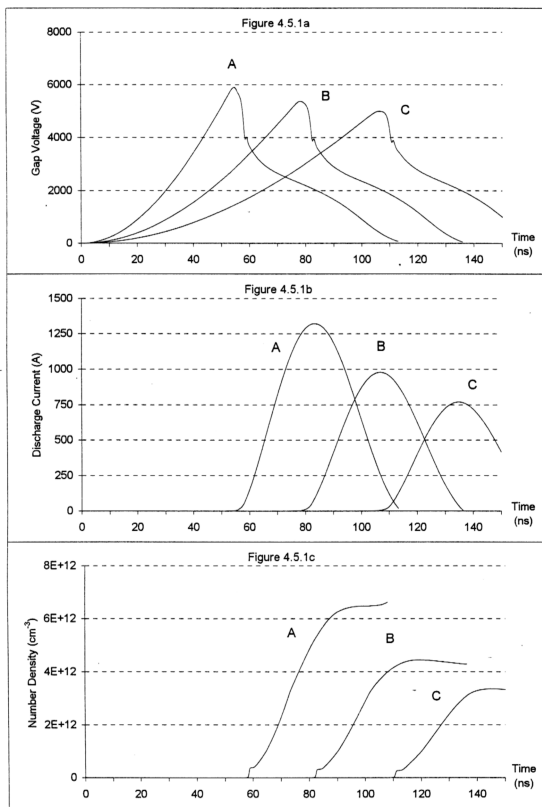 Figure 4.5.1a
8000
6000
4000
2000
0
Gap Voltage (V)
A
B
C
0 20 40 60 80 100 120 140
Time
(ns)
Figure 4.5.1b
1500
1250
1000
750
500
250
0
Discharge Current (A)
A
B
C
0 20 40 60 80 100 120 140
Time
(ns)
Figure 4.5.1c
8E+12
6E+12
4E+12
2E+12
0
Number Density (cm⁻³)
A
B
C
0 20 40 60 80 100 120 140
Time
(ns)